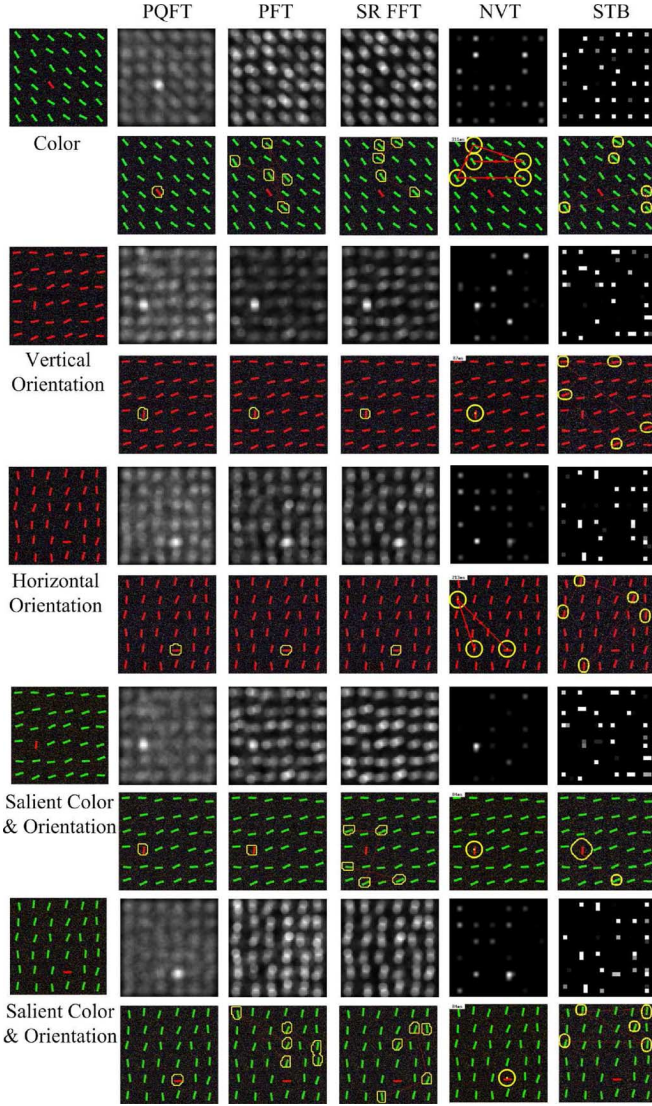 PQFT PFT SR FFT NVT STB
Color
Vertical
Orientation
Horizontal
Orientation
Salient Color
& Orientation
Salient Color
& Orientation